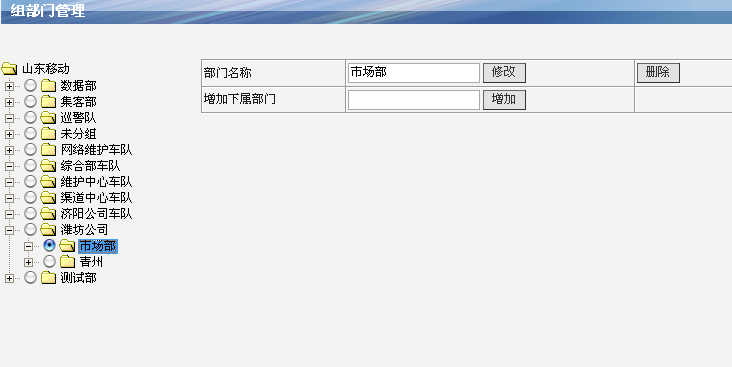 组部门管理
山东移动
数据部
集客部
巡警队
未分组
网络维护车队
综合部车队
维护中心车队
渠道中心车队
济阳公司车队
潍坊公司
市场部
青州
测试部
部门名称 市场部 修改 删除
增加下属部门 增加